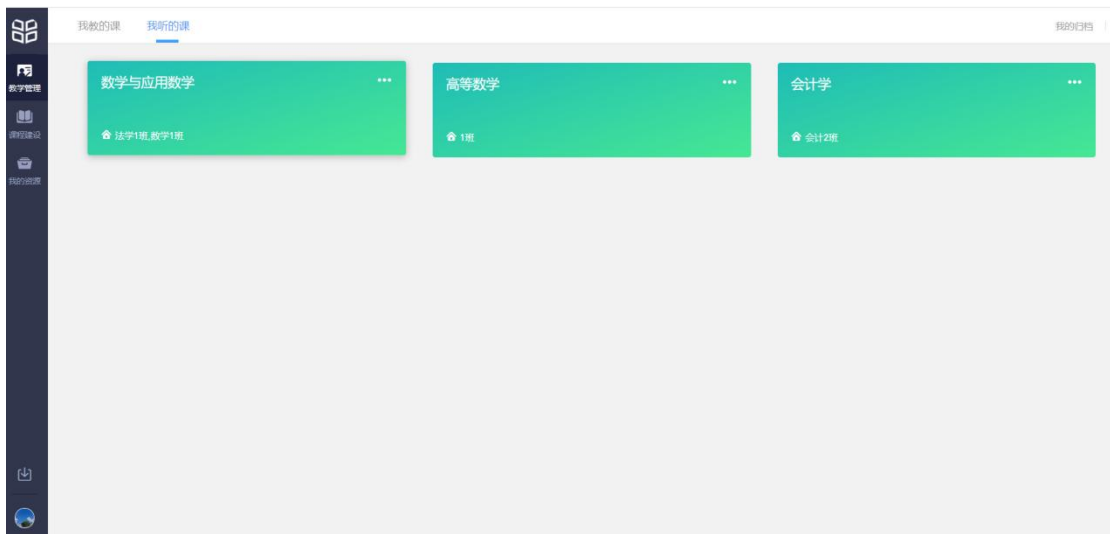 我教的课 我听的课 我的归档
教学管理
课程建设
我的资源
数学与应用数学 •••
法学1班,数学1班
高等数学 •••
1班
会计学 •••
会计2班